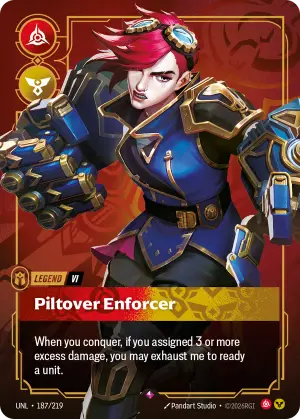 LEGEND VI
Piltover Enforcer
When you conquer, if you assigned 3 or more
excess damage, you may exhaust me to ready
a unit.
UNL • 187/219 Pandart Studio • ©2026RGI